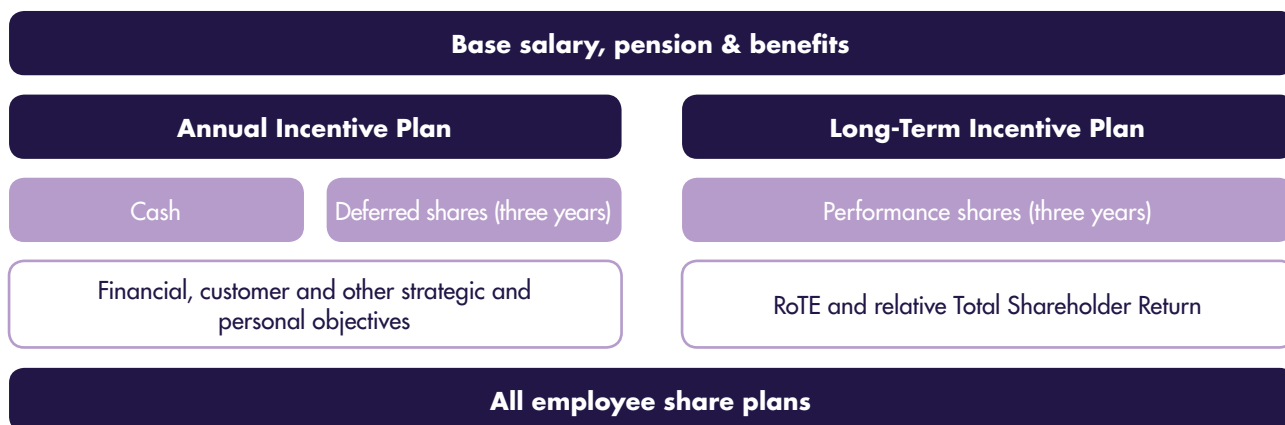 Base salary, pension & benefits
Annual Incentive Plan
Long-Term Incentive Plan
Cash
Deferred shares (three years)
Performance shares (three years)
Financial, customer and other strategic and
personal objectives
RoTE and relative Total Shareholder Return
All employee share plans